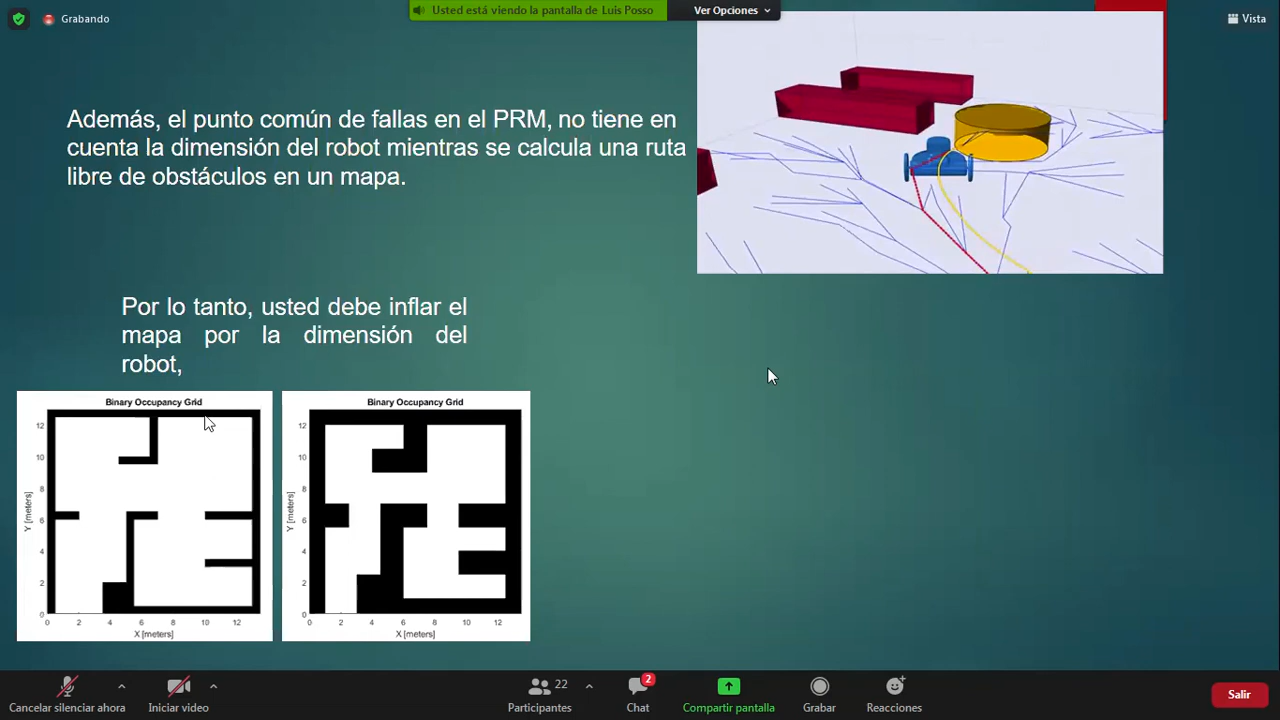 Grabando
Usted está viendo la pantalla de Luis Posso
Ver Opciones
Vista
Además, el punto común de fallas en el PRM, no tiene en
cuenta la dimensión del robot mientras se calcula una ruta
libre de obstáculos en un mapa.
Por lo tanto, usted debe inflar el
mapa por la dimensión del
robot,
Binary Occupancy Grid
12
10
8
6
4
2
0
Y [meters]
0 2 4 6 8 10 12
X [meters]
Binary Occupancy Grid
12
10
8
6
4
2
0
Y [meters]
0 2 4 6 8 10 12
X [meters]
Cancelar silenciar ahora
Iniciar video
22
Participantes
2
Chat
Compartir pantalla
Grabar
Reacciones
Salir